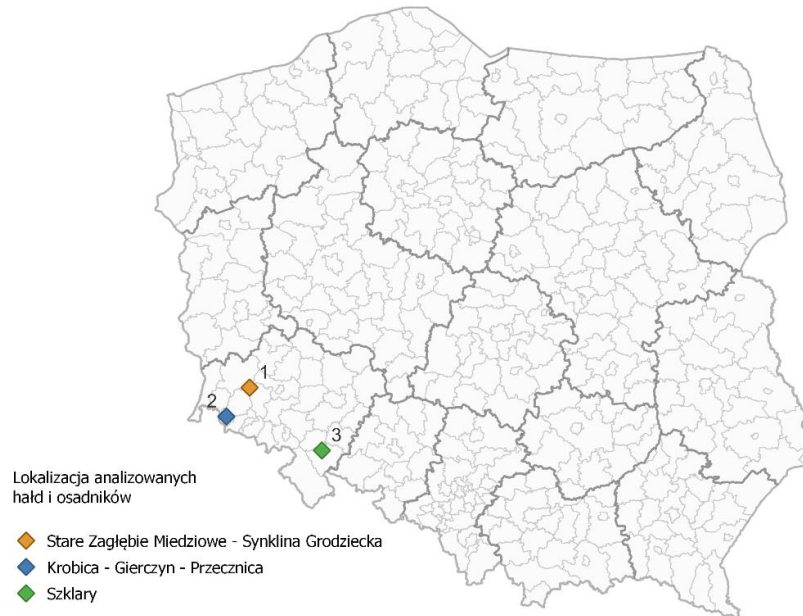 1
2
3
Lokalizacja analizowanych
hałd i osadników
Stare Zagłębie Miedziowe - Synklina Grodziecka
Krobica - Gierczyn - Przecznica
Szklary